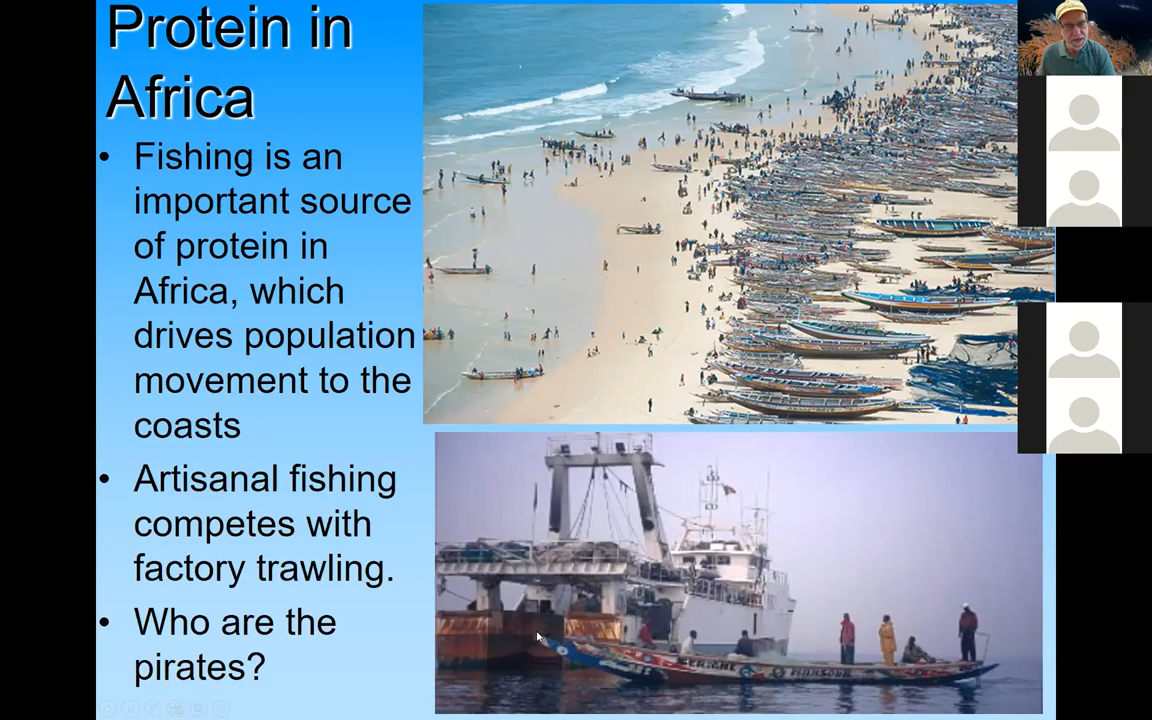 Protein in
Africa
• Fishing is an
important source
of protein in
Africa, which
drives population
movement to the
coasts
• Artisanal fishing
competes with
factory trawling.
• Who are the
pirates?